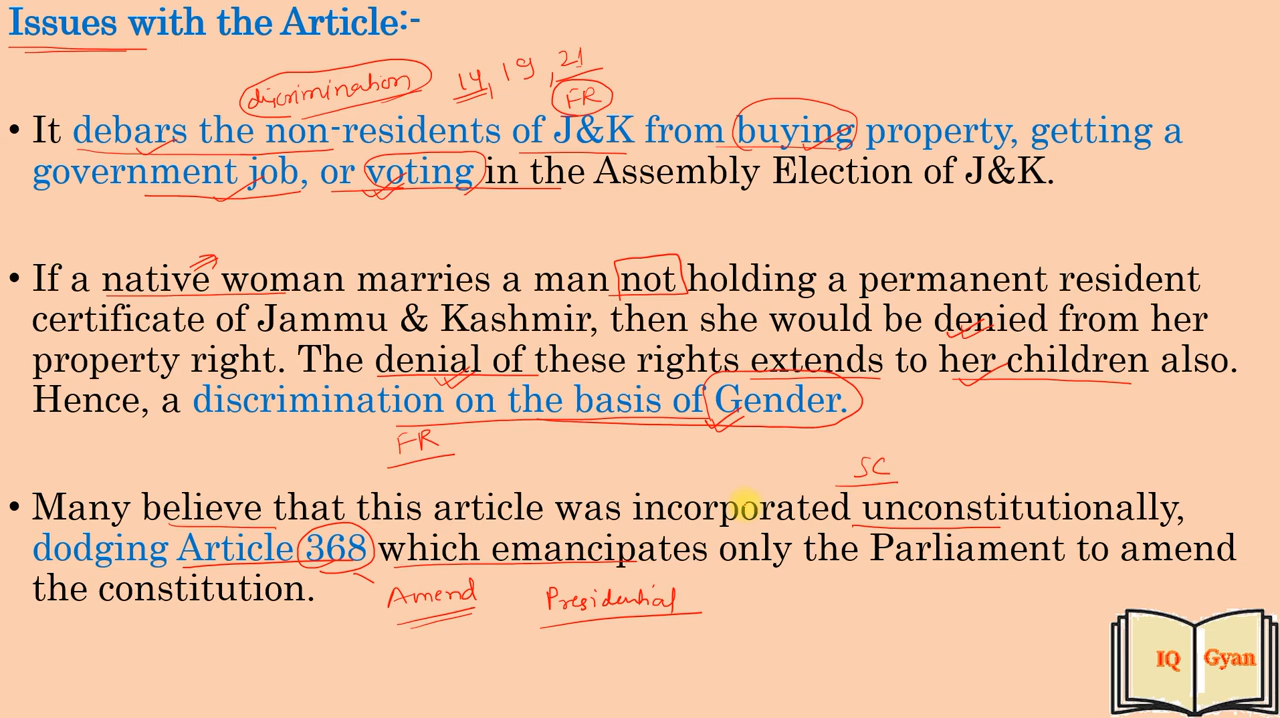 Issues with the Article:-
discrimination 14, 19, 21
FR
• It debars the non-residents of J&K from buying property, getting a
government job, or voting in the Assembly Election of J&K.
• If a native woman marries a man not holding a permanent resident
certificate of Jammu & Kashmir, then she would be denied from her
property right. The denial of these rights extends to her children also.
Hence, a discrimination on the basis of Gender.
FR
SC
• Many believe that this article was incorporated unconstitutionally,
dodging Article 368 which emancipates only the Parliament to amend
the constitution.
Amend Presidential
IQ Gyan